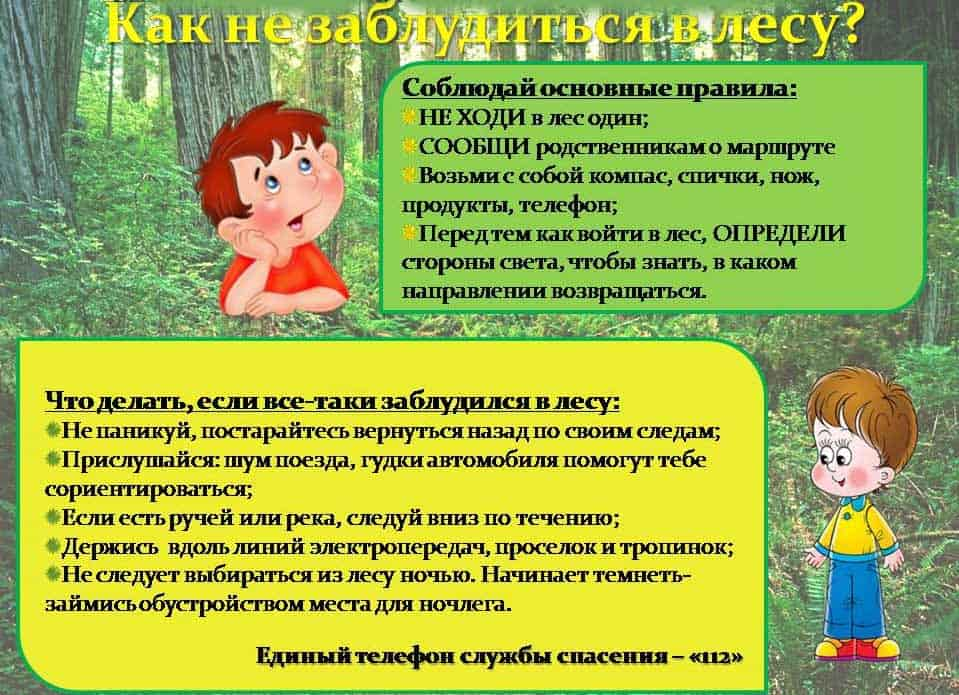 Как не заблудиться в лесу?
Соблюдай основные правила:
НЕ ХОДИ в лес один;
СООБЩИ родственникам о маршруте
Возьми с собой компас, спички, нож,
продукты, телефон;
Перед тем как войти в лес, ОПРЕДЕЛИ
стороны света, чтобы знать, в каком
направлении возвращаться.
Что делать, если все-таки заблудился в лесу:
Не паникуй, постарайтесь вернуться назад по своим следам;
Прислушайся: шум поезда, гудки автомобиля помогут тебе
сориентироваться;
Если есть ручей или река, следуй вниз по течению;
Держись вдоль линий электропередач, проселок и тропинок;
Не следует выбираться из лесу ночью. Начинает темнеть-
займись обустройством места для ночлега.
Единый телефон службы спасения – «112»